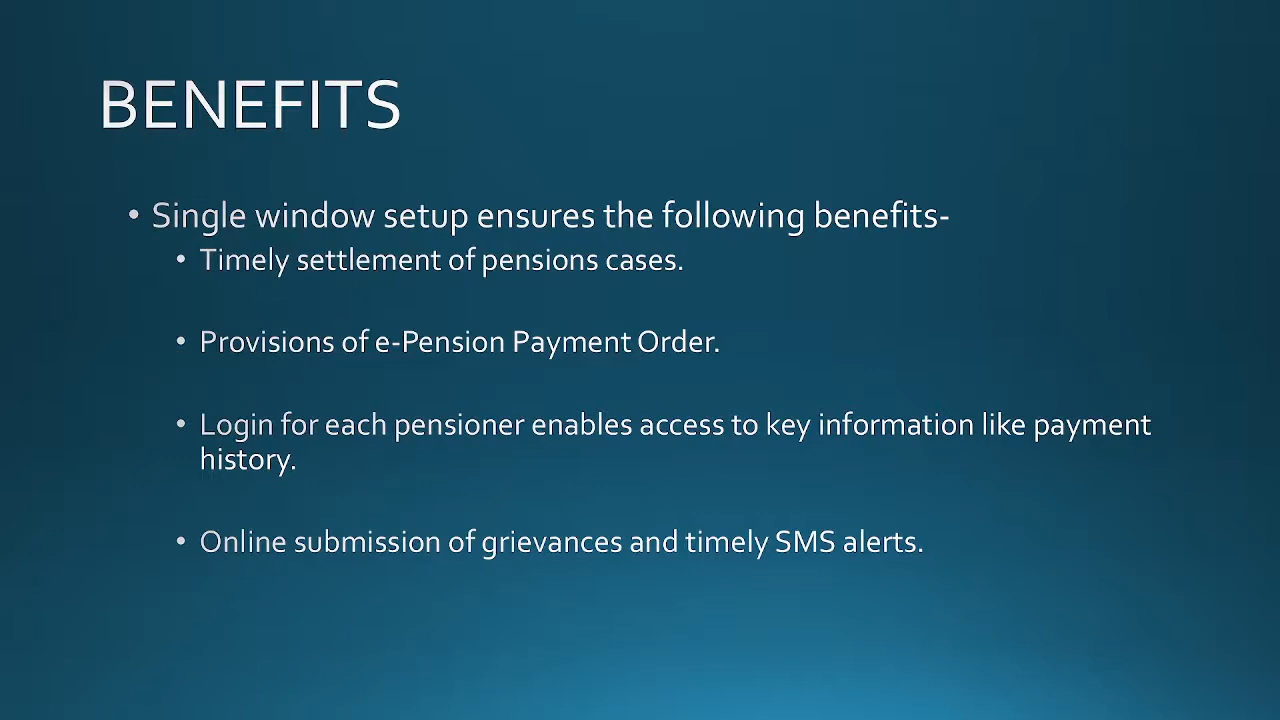 BENEFITS
• Single window setup ensures the following benefits-
• Timely settlement of pensions cases.
• Provisions of e-Pension Payment Order.
• Login for each pensioner enables access to key information like payment
history.
• Online submission of grievances and timely SMS alerts.